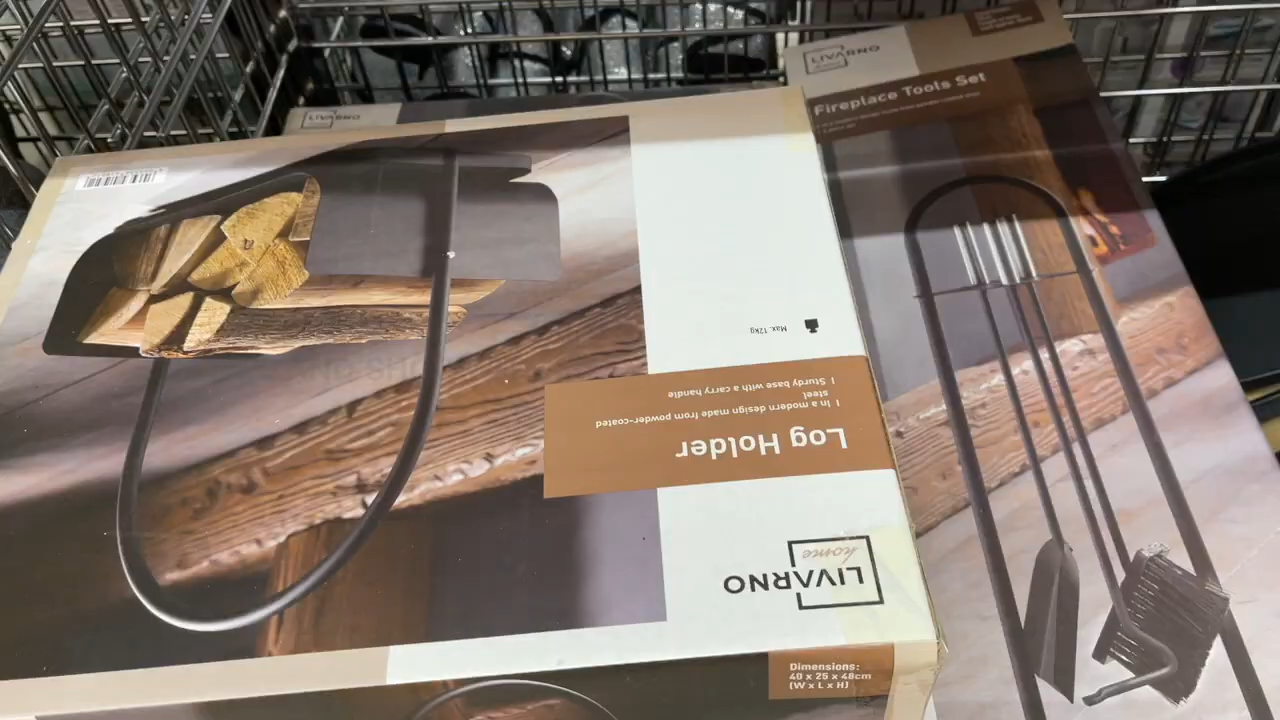 LIVARNO
home
Log Holder
| In a modern design made from powder-coated
steel
| Sturdy base with a carry handle
Max. 12kg
Dimensions:
40 x 25 x 48cm
(W x L x H)
LIVARNO
Fireplace Tools Set
LIVARNO